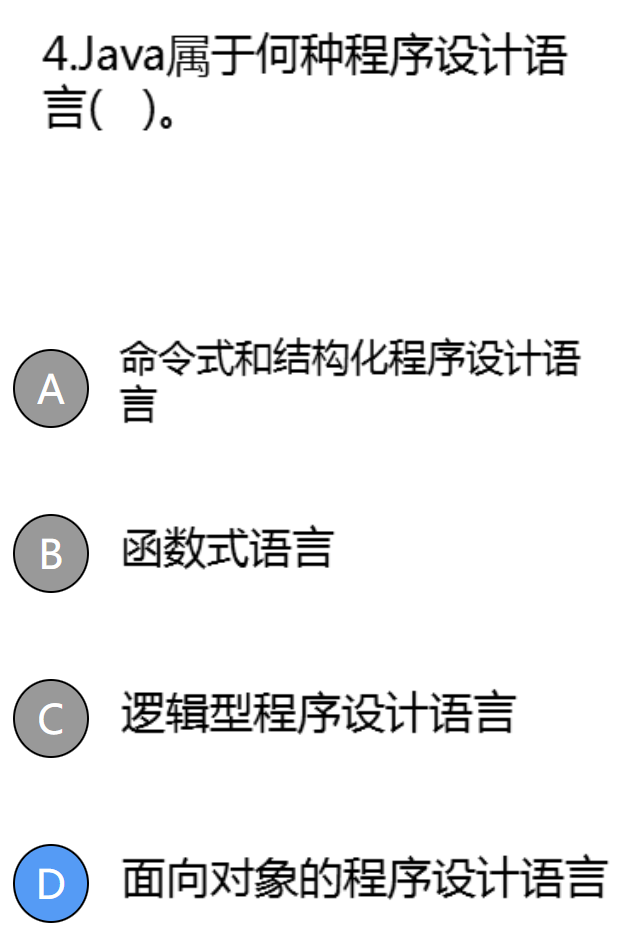 4.Java属于何种程序设计语
言(   )。
A 命令式和结构化程序设计语
言
B 函数式语言
C 逻辑型程序设计语言
D 面向对象的程序设计语言